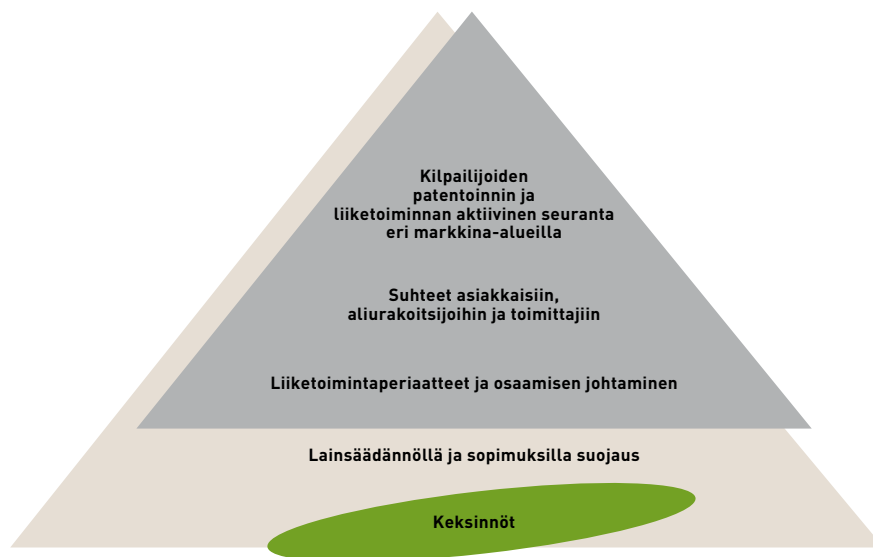 Kilpailijoiden
patentoinnin ja
liiketoiminnan aktiivinen seuranta
eri markkina-alueilla
Suhteet asiakkaisiin,
aliurakoitsijoihin ja toimittajiin
Liiketoimintaperiaatteet ja osaamisen johtaminen
Lainsäädännöllä ja sopimuksilla suojaus
Keksinnöt